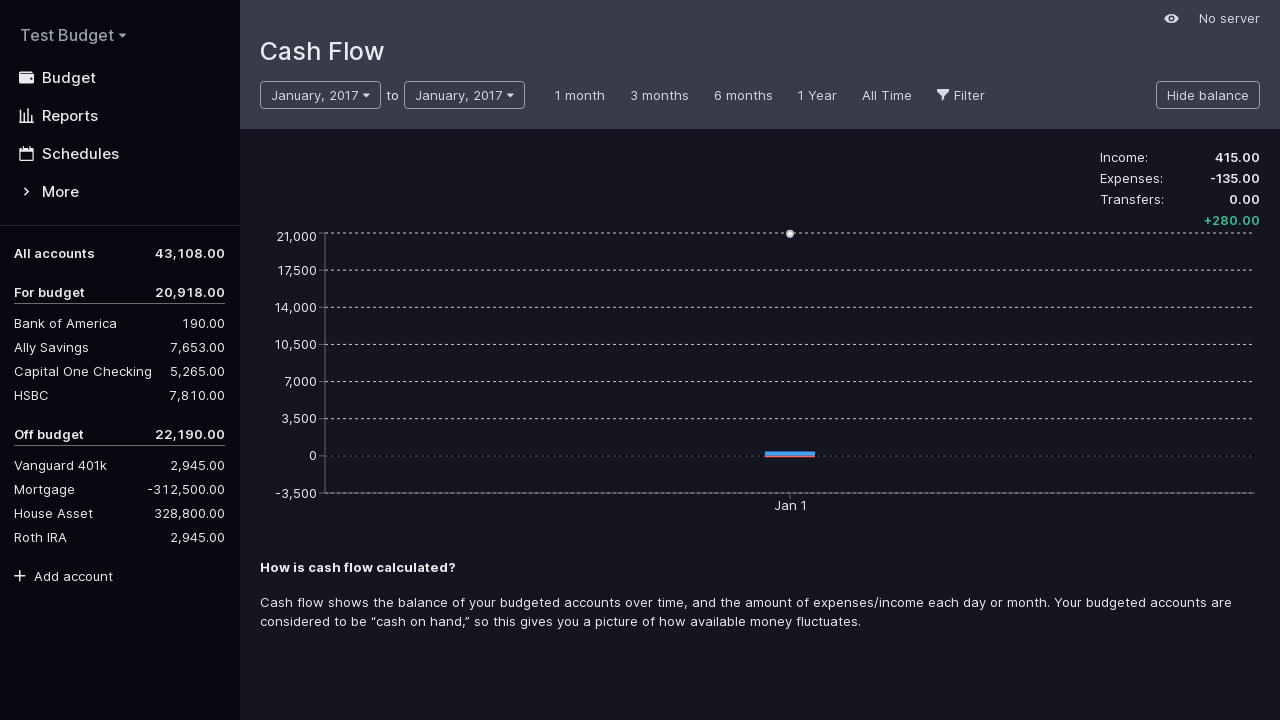 Test Budget
Budget
Reports
Schedules
More
All accounts 43,108.00
For budget 20,918.00
Bank of America 190.00
Ally Savings 7,653.00
Capital One Checking 5,265.00
HSBC 7,810.00
Off budget 22,190.00
Vanguard 401k 2,945.00
Mortgage -312,500.00
House Asset 328,800.00
Roth IRA 2,945.00
Add account
No server
Cash Flow
January, 2017 to January, 2017 1 month 3 months 6 months 1 Year All Time Filter Hide balance
Income: 415.00
Expenses: -135.00
Transfers: 0.00
+280.00
21,000
17,500
14,000
10,500
7,000
3,500
0
-3,500
Jan 1
How is cash flow calculated?
Cash flow shows the balance of your budgeted accounts over time, and the amount of expenses/income each day or month. Your budgeted accounts are
considered to be “cash on hand,” so this gives you a picture of how available money fluctuates.